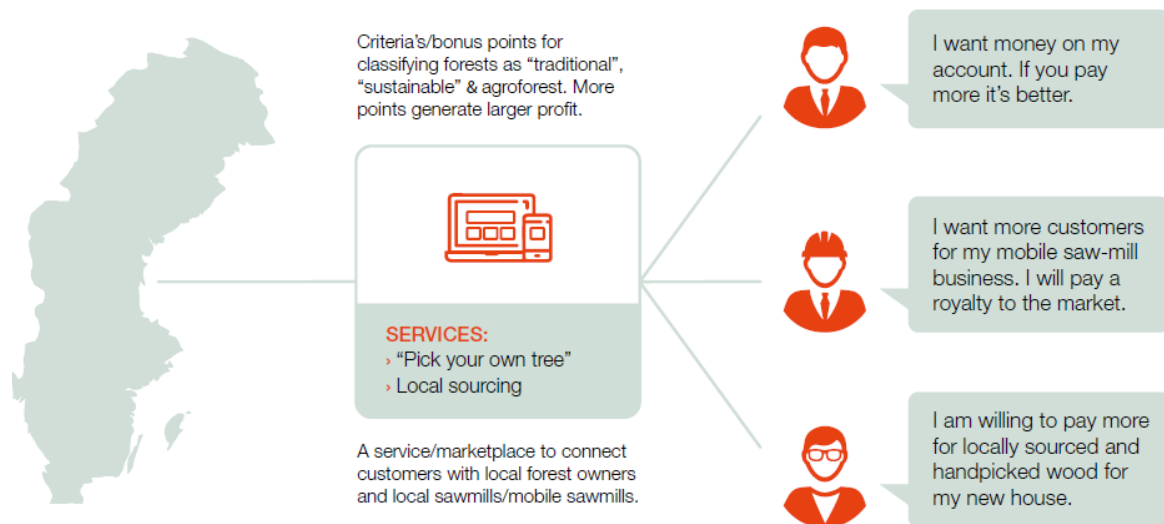 Criteria's/bonus points for
classifying forests as “traditional”,
“sustainable” & agroforest. More
points generate larger profit.
SERVICES:
› “Pick your own tree”
› Local sourcing
A service/marketplace to connect
customers with local forest owners
and local sawmills/mobile sawmills.
I want money on my
account. If you pay
more it's better.
I want more customers
for my mobile saw-mill
business. I will pay a
royalty to the market.
I am willing to pay more
for locally sourced and
handpicked wood for
my new house.